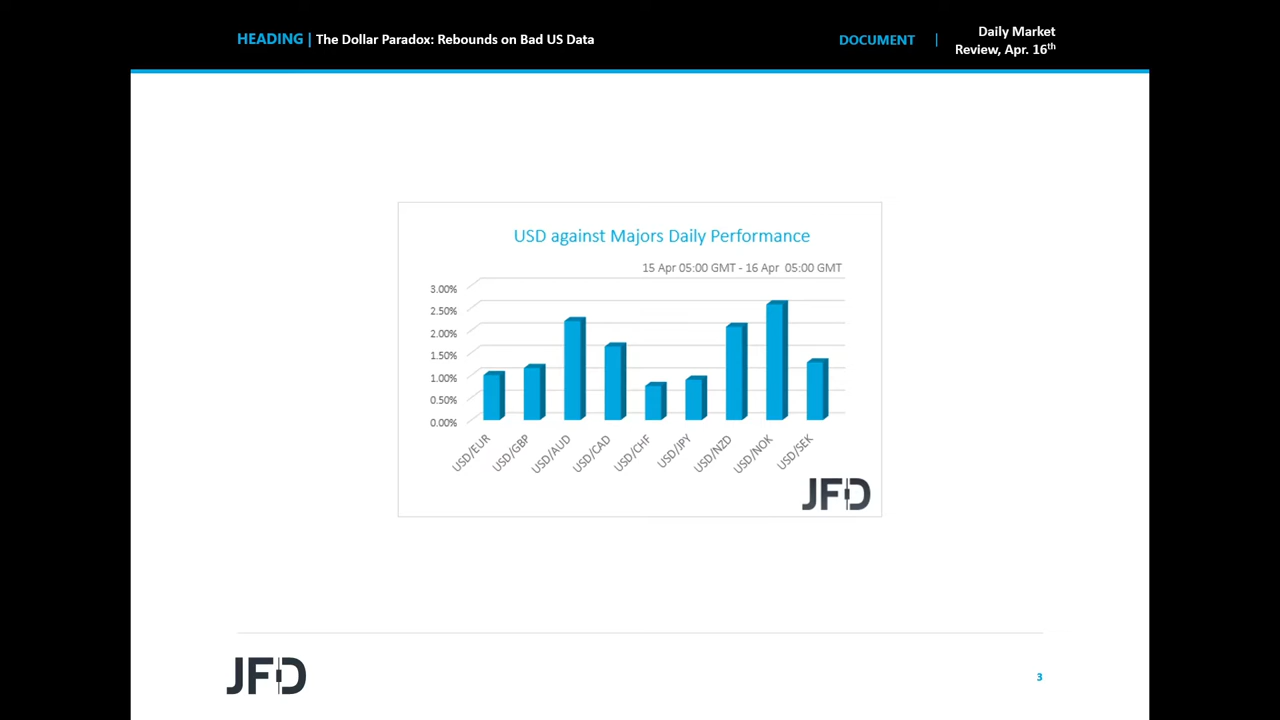 HEADING | The Dollar Paradox: Rebounds on Bad US Data
DOCUMENT |
Daily Market
Review, Apr. 16th
USD against Majors Daily Performance
15 Apr 05:00 GMT - 16 Apr 05:00 GMT
3.00%
2.50%
2.00%
1.50%
1.00%
0.50%
0.00%
USD/EUR
USD/GBP
USD/AUD
USD/CAD
USD/CHF
USD/JPY
USD/NZD
USD/NOK
USD/SEK
JFD
JFD
3